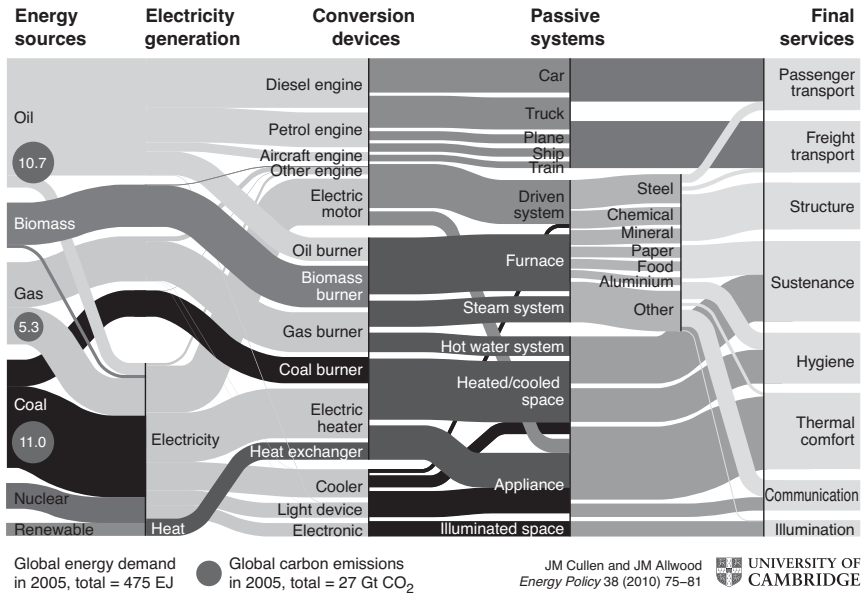 Energy
sources
Electricity
generation
Conversion
devices
Passive
systems
Final
services
Oil
10.7
Biomass
Gas
5.3
Coal
11.0
Nuclear
Renewable
Electricity
Heat
Diesel engine
Petrol engine
Aircraft engine
Other engine
Electric
motor
Oil burner
Biomass
burner
Gas burner
Coal burner
Electric
heater
Heat exchanger
Cooler
Light device
Electronic
Car
Truck
Plane
Ship
Train
Driven
system
Furnace
Steam system
Hot water system
Heated/cooled
space
Appliance
Illuminated space
Steel
Chemical
Mineral
Paper
Food
Aluminium
Other
Passenger
transport
Freight
transport
Structure
Sustenance
Hygiene
Thermal
comfort
Communication
Illumination
Global energy demand
in 2005, total = 475 EJ
Global carbon emissions
in 2005, total = 27 Gt CO₂
JM Cullen and JM Allwood
Energy Policy 38 (2010) 75–81
UNIVERSITY OF
CAMBRIDGE